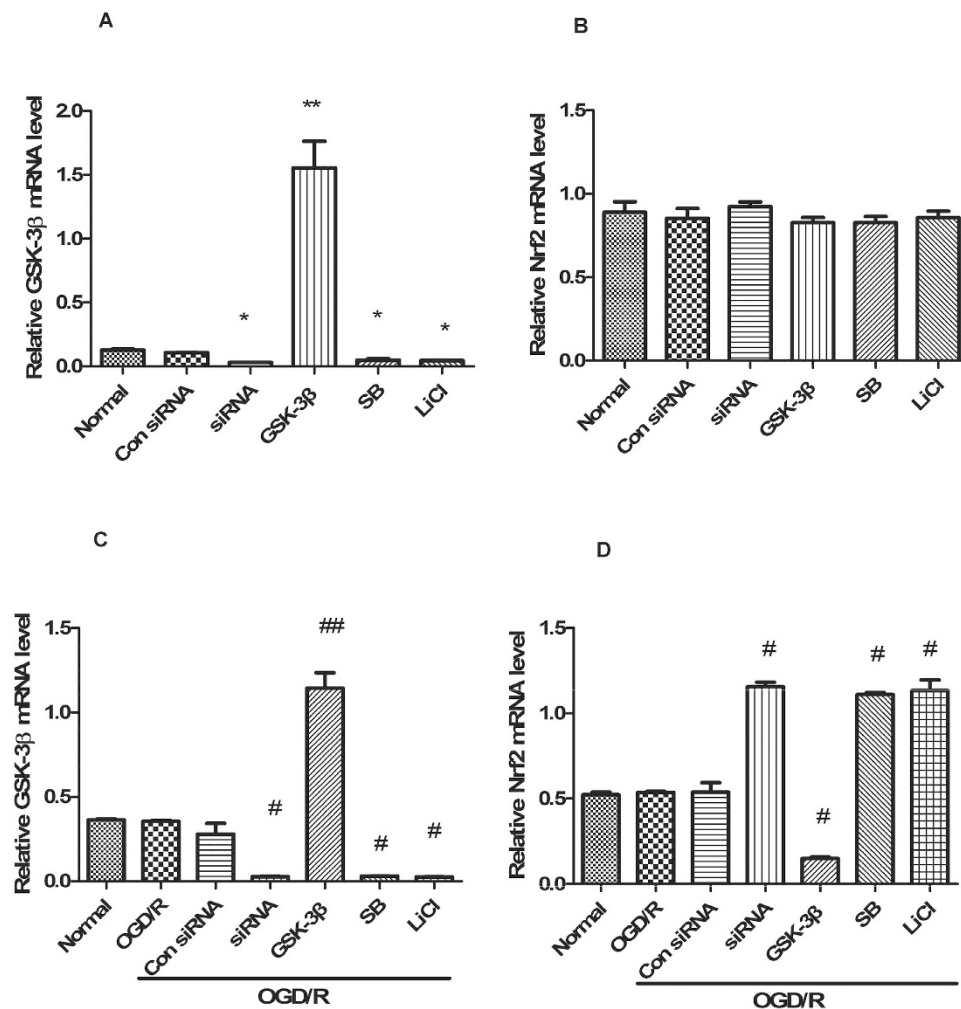 A
Relative GSK-3β mRNA level
2.0
1.5
1.0
0.5
0.0
*
**
*
*
Normal
Con siRNA
siRNA
GSK-3β
SB
LiCl
B
Relative Nrf2 mRNA level
1.5
1.0
0.5
0.0
Normal
Con siRNA
siRNA
GSK-3β
SB
LiCl
C
Relative GSK-3β mRNA level
1.5
1.0
0.5
0.0
#
##
#
#
Normal
OGD/R
Con siRNA
siRNA
GSK-3β
SB
LiCl
OGD/R
D
Relative Nrf2 mRNA level
1.5
1.0
0.5
0.0
#
#
#
#
Normal
OGD/R
Con siRNA
siRNA
GSK-3β
SB
LiCl
OGD/R